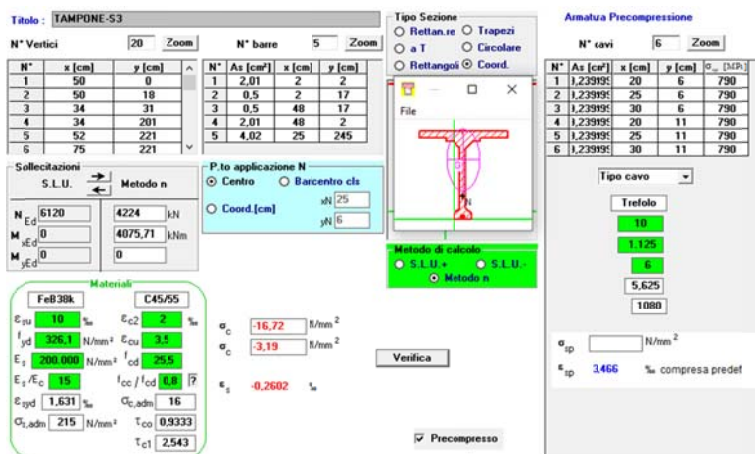 Titolo : TAMPONE-S3
N° Vertici 20 Zoom
N° barre 5 Zoom
N° x [cm] y [cm]
1 50 0
2 50 18
3 34 31
4 34 201
5 52 221
6 75 221
N° As [cm²] x [cm] y [cm]
1 2,01 2 2
2 0,5 2 17
3 0,5 48 17
4 2,01 48 2
5 4,02 25 245
Tipo Sezione
Rettan.re Trapezi
a T Circolare
Rettangoli Coord.
File
N
Armatua Precompressione
N° cavi 6 Zoom
N° As [cm²] x [cm] y [cm] [MPa]
1 20 6 790
2 25 6 790
3 30 6 790
4 20 11 790
5 25 11 790
6 30 11 790
Sollecitazioni
S.L.U. Metodo n
N Ed 6120 4224 kN
M xEd 0 4075,71 kNm
M yEd 0 0
P.to applicazione N
Centro Barcentro cls
Coord.[cm] xN 25
yN 6
Metodo di calcolo
S.L.U.+ S.L.U.-
Metodo n
Tipo cavo
Trefolo
10
1.125
6
5,625
1080
σsp N/mm²
εsp 3,466 ‰ compresa predef
Materiali
FeB38k C45/55
εsu 10 ‰ εc2 2 ‰
fyd 326,1 N/mm² εcu 3,5
Es 200.000 N/mm² fcd 25,5
Es/Ec 15 fcc / fcd 0,8 ?
εsyd 1,631 ‰ σc,adm 16
σs,adm 215 N/mm² τco 0,9333
τc1 2,543
σc -16,72 N/mm²
σc -3,19 N/mm²
εs -0,2602 ‰
Verifica
Precompresso